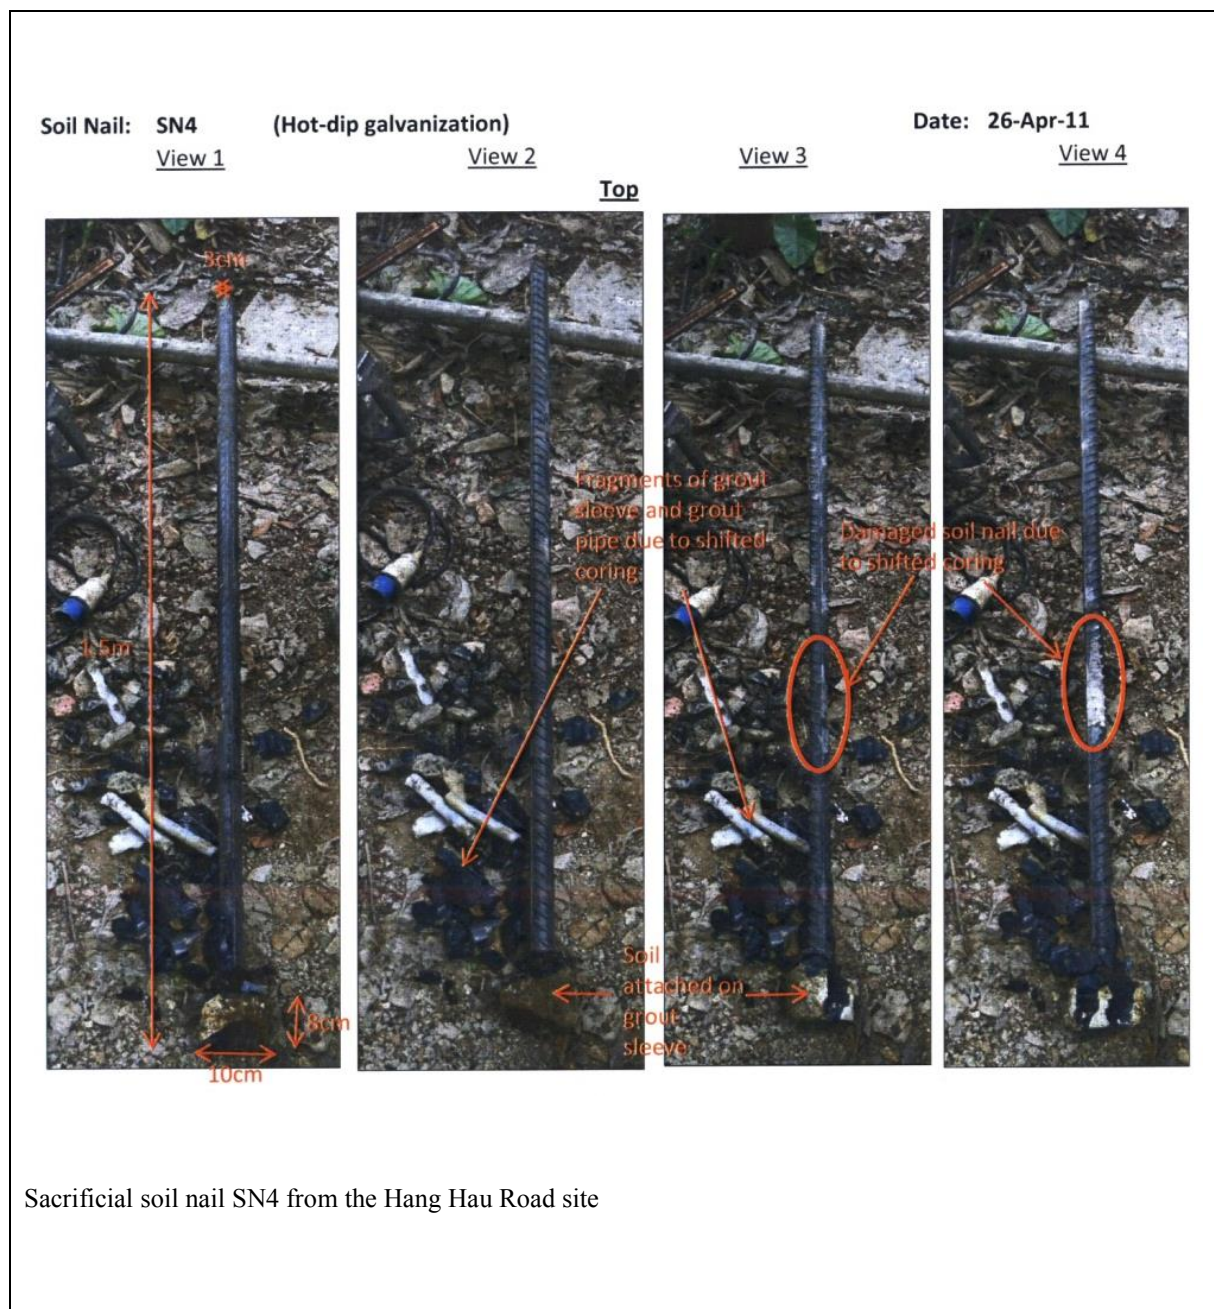 Soil Nail: SN4 (Hot-dip galvanization) Date: 26-Apr-11
View 1 View 2 View 3 View 4
Top
3cm
1.5m
Fragments of grout
sleeve and grout
pipe due to shifted
coring
Damaged soil nail due
to shifted coring
Soil
attached on
grout
sleeve
8cm
10cm
Sacrificial soil nail SN4 from the Hang Hau Road site